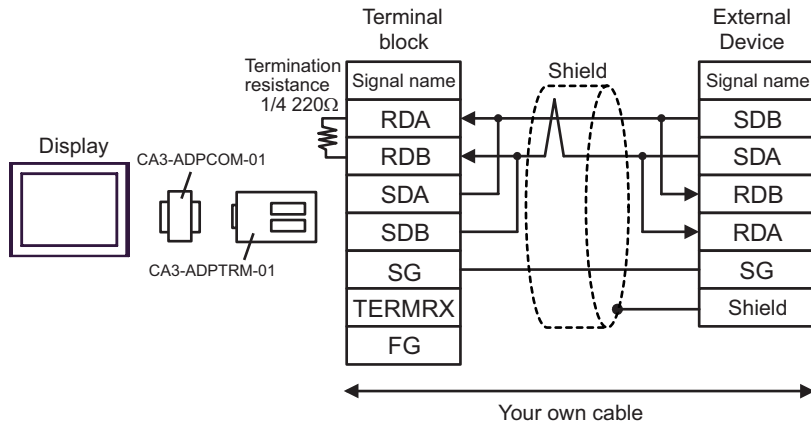 Terminal
block
External
Device
Termination
resistance
1/4 220Ω
Shield
Display
CA3-ADPCOM-01
CA3-ADPTRM-01
Signal name
RDA
RDB
SDA
SDB
SG
TERMRX
FG
Signal name
SDB
SDA
RDB
RDA
SG
Shield
Your own cable